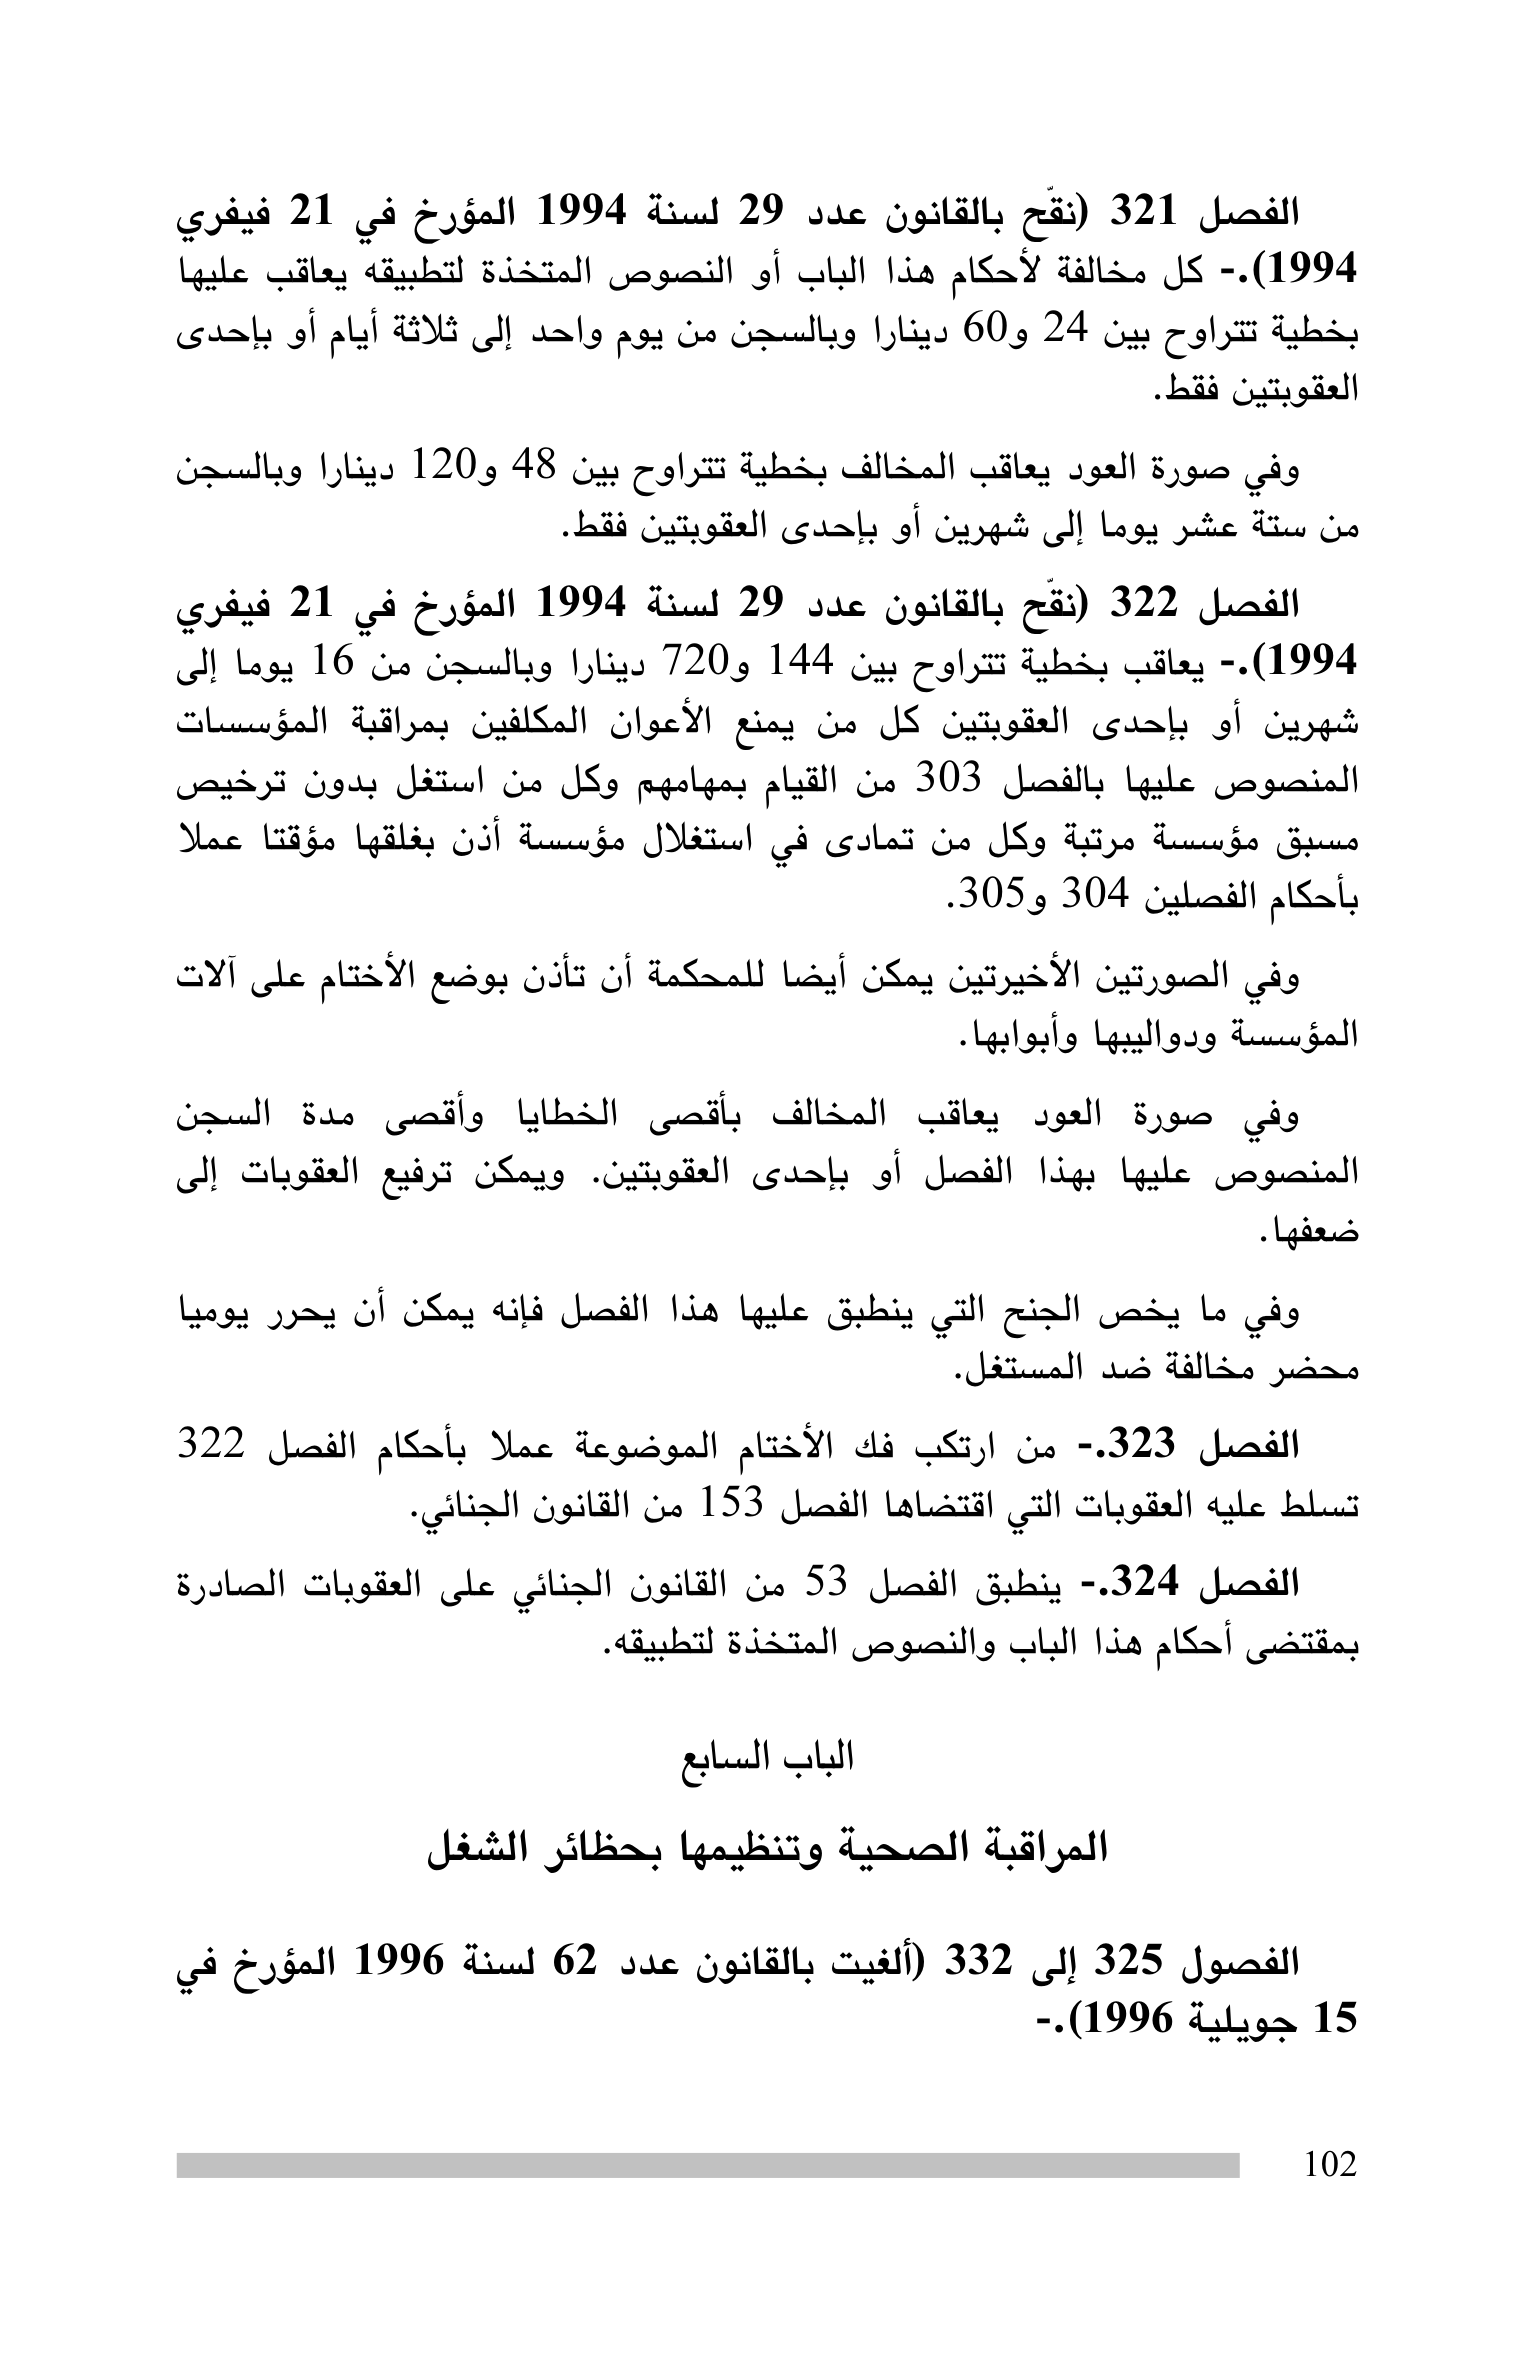 الفصل 321 (نقّح بالقانون عدد 29 لسنة 1994 المؤرخ في 21 فيفري
1994).- كل مخالفة لأحكام هذا الباب أو النصوص المتخذة لتطبيقه يعاقب عليها
بخطية تتراوح بين 24 و60 دينارا وبالسجن من يوم واحد إلى ثلاثة أيام أو بإحدى
العقوبتين فقط.
وفي صورة العود يعاقب المخالف بخطية تتراوح بين 48 و120 دينارا وبالسجن
من ستة عشر يوما إلى شهرين أو بإحدى العقوبتين فقط.
الفصل 322 (نقّح بالقانون عدد 29 لسنة 1994 المؤرخ في 21 فيفري
1994).- يعاقب بخطية تتراوح بين 144 و720 دينارا وبالسجن من 16 يوما إلى
شهرين أو بإحدى العقوبتين كل من يمنع الأعوان المكلفين بمراقبة المؤسسات
المنصوص عليها بالفصل 303 من القيام بمهامهم وكل من استغل بدون ترخيص
مسبق مؤسسة مرتبة وكل من تمادى في استغلال مؤسسة أذن بغلقها مؤقتا عملا
بأحكام الفصلين 304 و305.
وفي الصورتين الأخيرتين يمكن أيضا للمحكمة أن تأذن بوضع الأختام على آلات
المؤسسة ودواليبها وأبوابها.
وفي صورة العود يعاقب المخالف بأقصى الخطايا وأقصى مدة السجن
المنصوص عليها بهذا الفصل أو بإحدى العقوبتين. ويمكن ترفيع العقوبات إلى
ضعفها.
وفي ما يخص الجنح التي ينطبق عليها هذا الفصل فإنه يمكن أن يحرر يوميا
محضر مخالفة ضد المستغل.
الفصل 323.- من ارتكب فك الأختام الموضوعة عملا بأحكام الفصل 322
تسلط عليه العقوبات التي اقتضاها الفصل 153 من القانون الجنائي.
الفصل 324.- ينطبق الفصل 53 من القانون الجنائي على العقوبات الصادرة
بمقتضى أحكام هذا الباب والنصوص المتخذة لتطبيقه.
الباب السابع
المراقبة الصحية وتنظيمها بحظائر الشغل
الفصول 325 إلى 332 (ألغيت بالقانون عدد 62 لسنة 1996 المؤرخ في
15 جويلية 1996).-
102